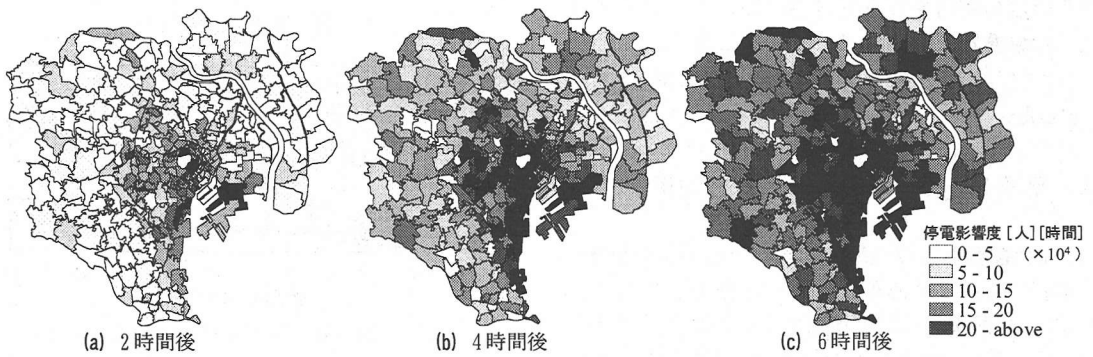 停電影響度 [人][時間]
0 - 5 (×10⁴)
5 - 10
10 - 15
15 - 20
20 - above
(a) 2時間後
(b) 4時間後
(c) 6時間後